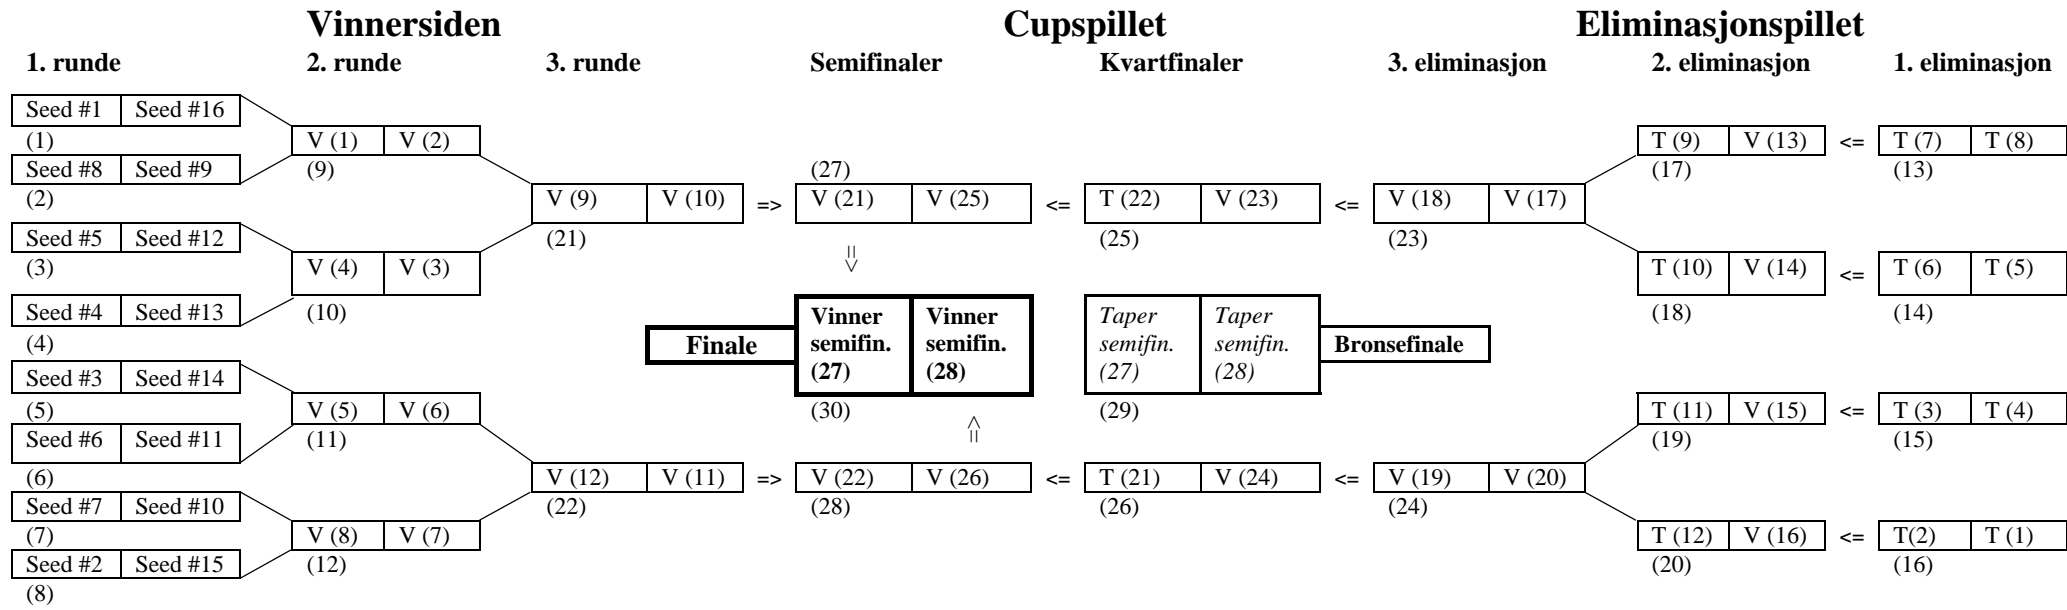 Vinnersiden Cupspillet Eliminasjonspillet
1. runde 2. runde 3. runde Semifinaler Kvartfinaler 3. eliminasjon 2. eliminasjon 1. eliminasjon
Seed #1 Seed #16
(1) V (1) V (2) T (9) V (13) <= T (7) T (8)
Seed #8 Seed #9 (9) (27) (17) (13)
(2) V (9) V (10) => V (21) V (25) <= T (22) V (23) <= V (18) V (17)
Seed #5 Seed #12 (21) (25) (23)
(3) V (4) V (3) => T (10) V (14) <= T (6) T (5)
Seed #4 Seed #13 (10) Vinner Vinner Taper Taper (18) (14)
(4) Finale semifin. semifin. semifin. semifin. Bronsefinale
Seed #3 Seed #14 (27) (28) (27) (28)
(5) V (5) V (6) (30) (29) T (11) V (15) <= T (3) T (4)
Seed #6 Seed #11 (11) => (19) (15)
(6) V (12) V (11) => V (22) V (26) <= T (21) V (24) <= V (19) V (20)
Seed #7 Seed #10 (22) (28) (26) (24)
(7) V (8) V (7) T (12) V (16) <= T(2) T (1)
Seed #2 Seed #15 (12) (20) (16)
(8)